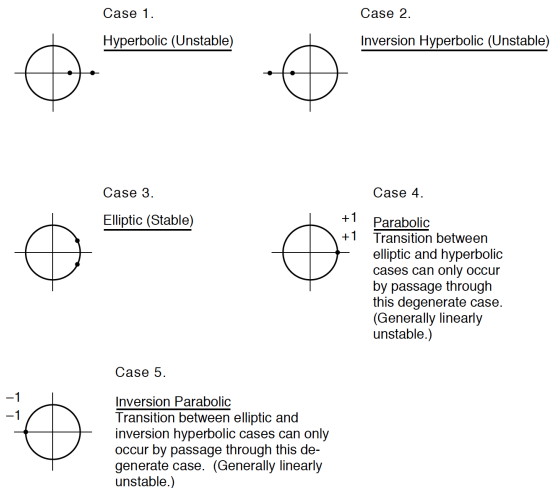 Case 1.
Hyperbolic (Unstable)
Case 2.
Inversion Hyperbolic (Unstable)
Case 3.
Elliptic (Stable)
Case 4.
+1
+1
Parabolic
Transition between
elliptic and hyperbolic
cases can only occur
by passage through
this degenerate case.
(Generally linearly
unstable.)
Case 5.
−1
−1
Inversion Parabolic
Transition between elliptic and
inversion hyperbolic cases can only
occur by passage through this de-
generate case. (Generally linearly
unstable.)